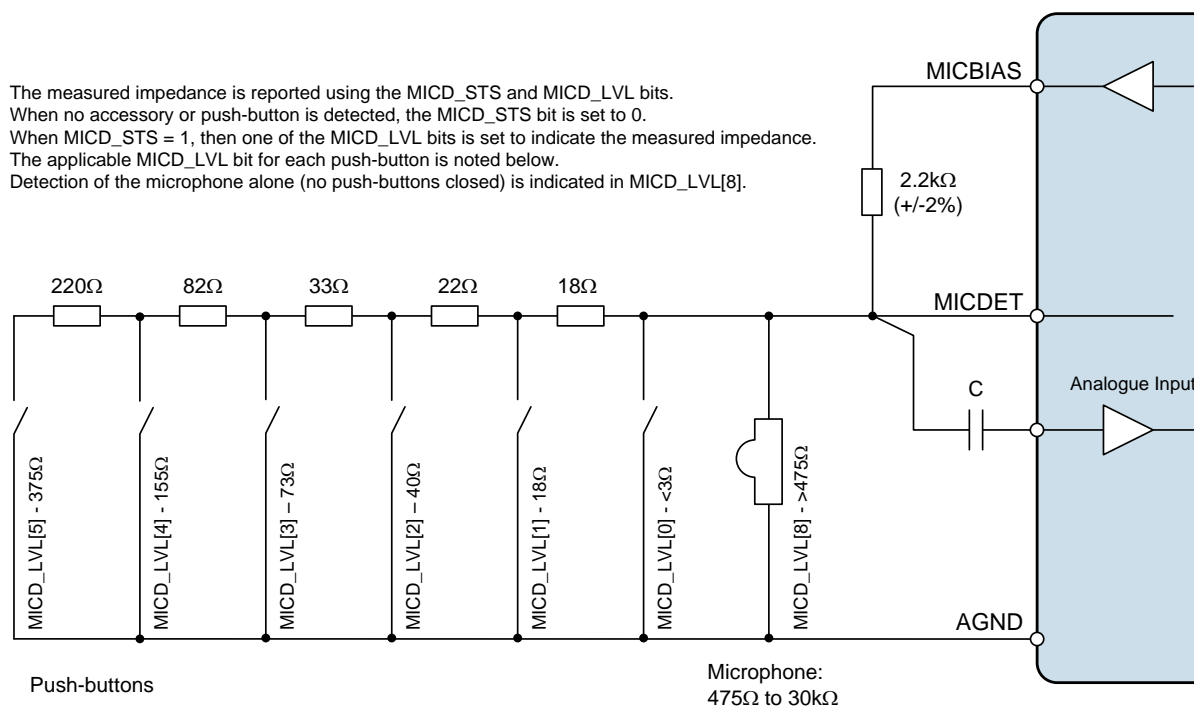 The measured impedance is reported using the MICD_STS and MICD_LVL bits.
When no accessory or push-button is detected, the MICD_STS bit is set to 0.
When MICD_STS = 1, then one of the MICD_LVL bits is set to indicate the measured impedance.
The applicable MICD_LVL bit for each push-button is noted below.
Detection of the microphone alone (no push-buttons closed) is indicated in MICD_LVL[8].
MICBIAS
2.2kΩ
(+/-2%)
220Ω
82Ω
33Ω
22Ω
18Ω
MICDET
C
Analogue Input
MICD_LVL[5] - 375Ω
MICD_LVL[4] - 155Ω
MICD_LVL[3] – 73Ω
MICD_LVL[2] – 40Ω
MICD_LVL[1] - 18Ω
MICD_LVL[0] - <3Ω
MICD_LVL[8] - >475Ω
AGND
Push-buttons
Microphone:
475Ω to 30kΩ